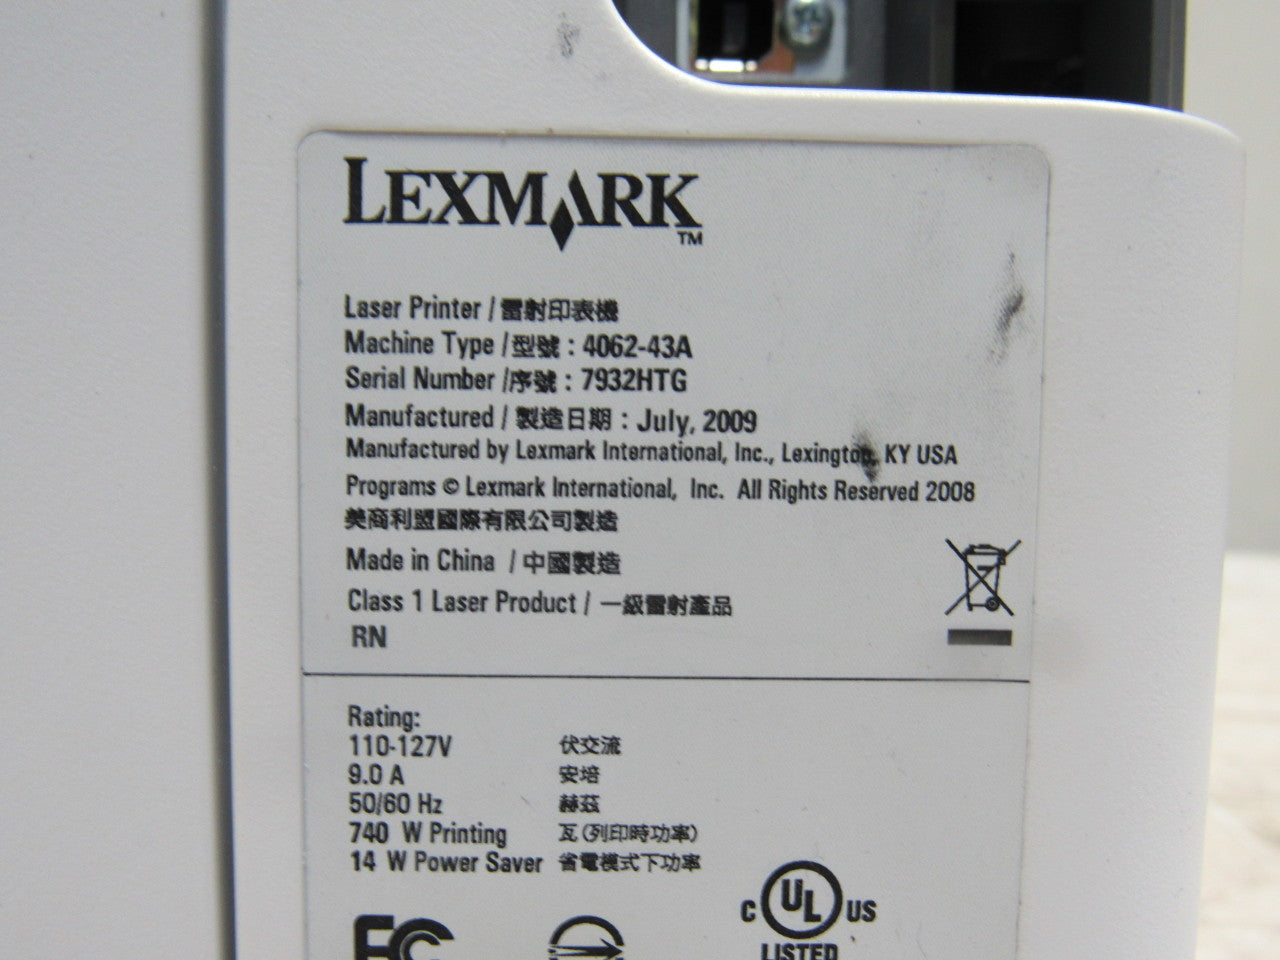 LEXMARK™
Laser Printer / 雷射印表機
Machine Type /型號 : 4062-43A
Serial Number /序號 : 7932HTG
Manufactured / 製造日期 : July, 2009
Manufactured by Lexmark International, Inc., Lexington, KY USA
Programs © Lexmark International, Inc. All Rights Reserved 2008
美商利盟國際有限公司製造
Made in China / 中國製造
Class 1 Laser Product / 一級雷射產品
RN
Rating:
110-127V 伏交流
9.0 A 安培
50/60 Hz 赫茲
740 W Printing 瓦(列印時功率)
14 W Power Saver 省電模式下功率
FC
C UL US
LISTED